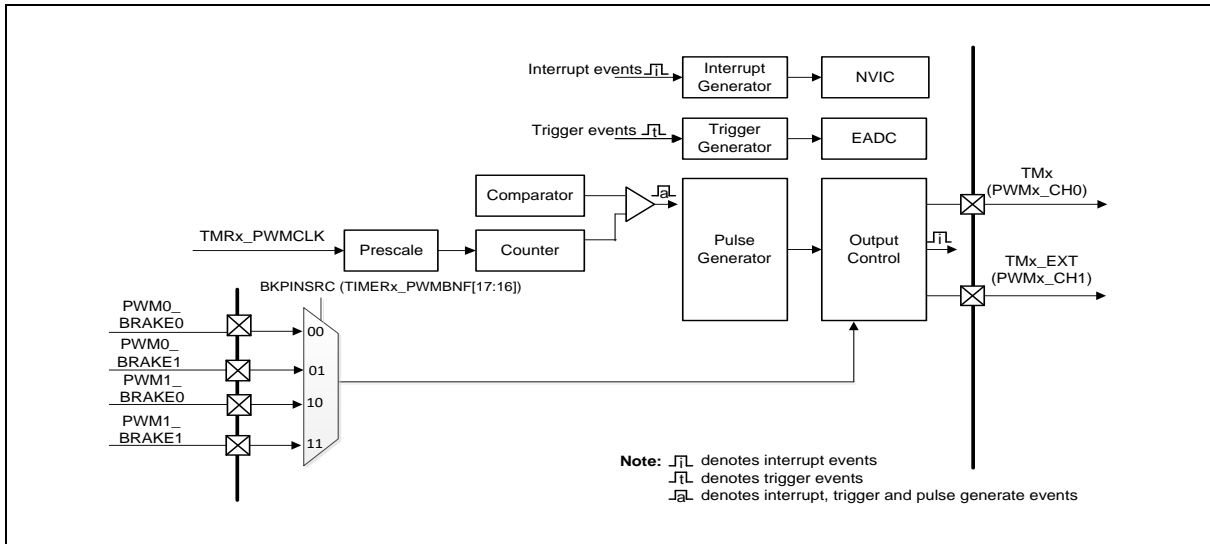 Interrupt events
i
Interrupt
Generator
NVIC
Trigger events
t
Trigger
Generator
EADC
Comparator
a
TMRx_PWMCLK
Prescale
Counter
Pulse
Generator
Output
Control
i
TMx
(PWMx_CH0)
TMx_EXT
(PWMx_CH1)
BKPINSRC (TIMERx_PWMBNF[17:16])
PWM0_
BRAKE0
00
PWM0_
BRAKE1
01
PWM1_
BRAKE0
10
PWM1_
BRAKE1
11
Note: i denotes interrupt events
t denotes trigger events
a denotes interrupt, trigger and pulse generate events